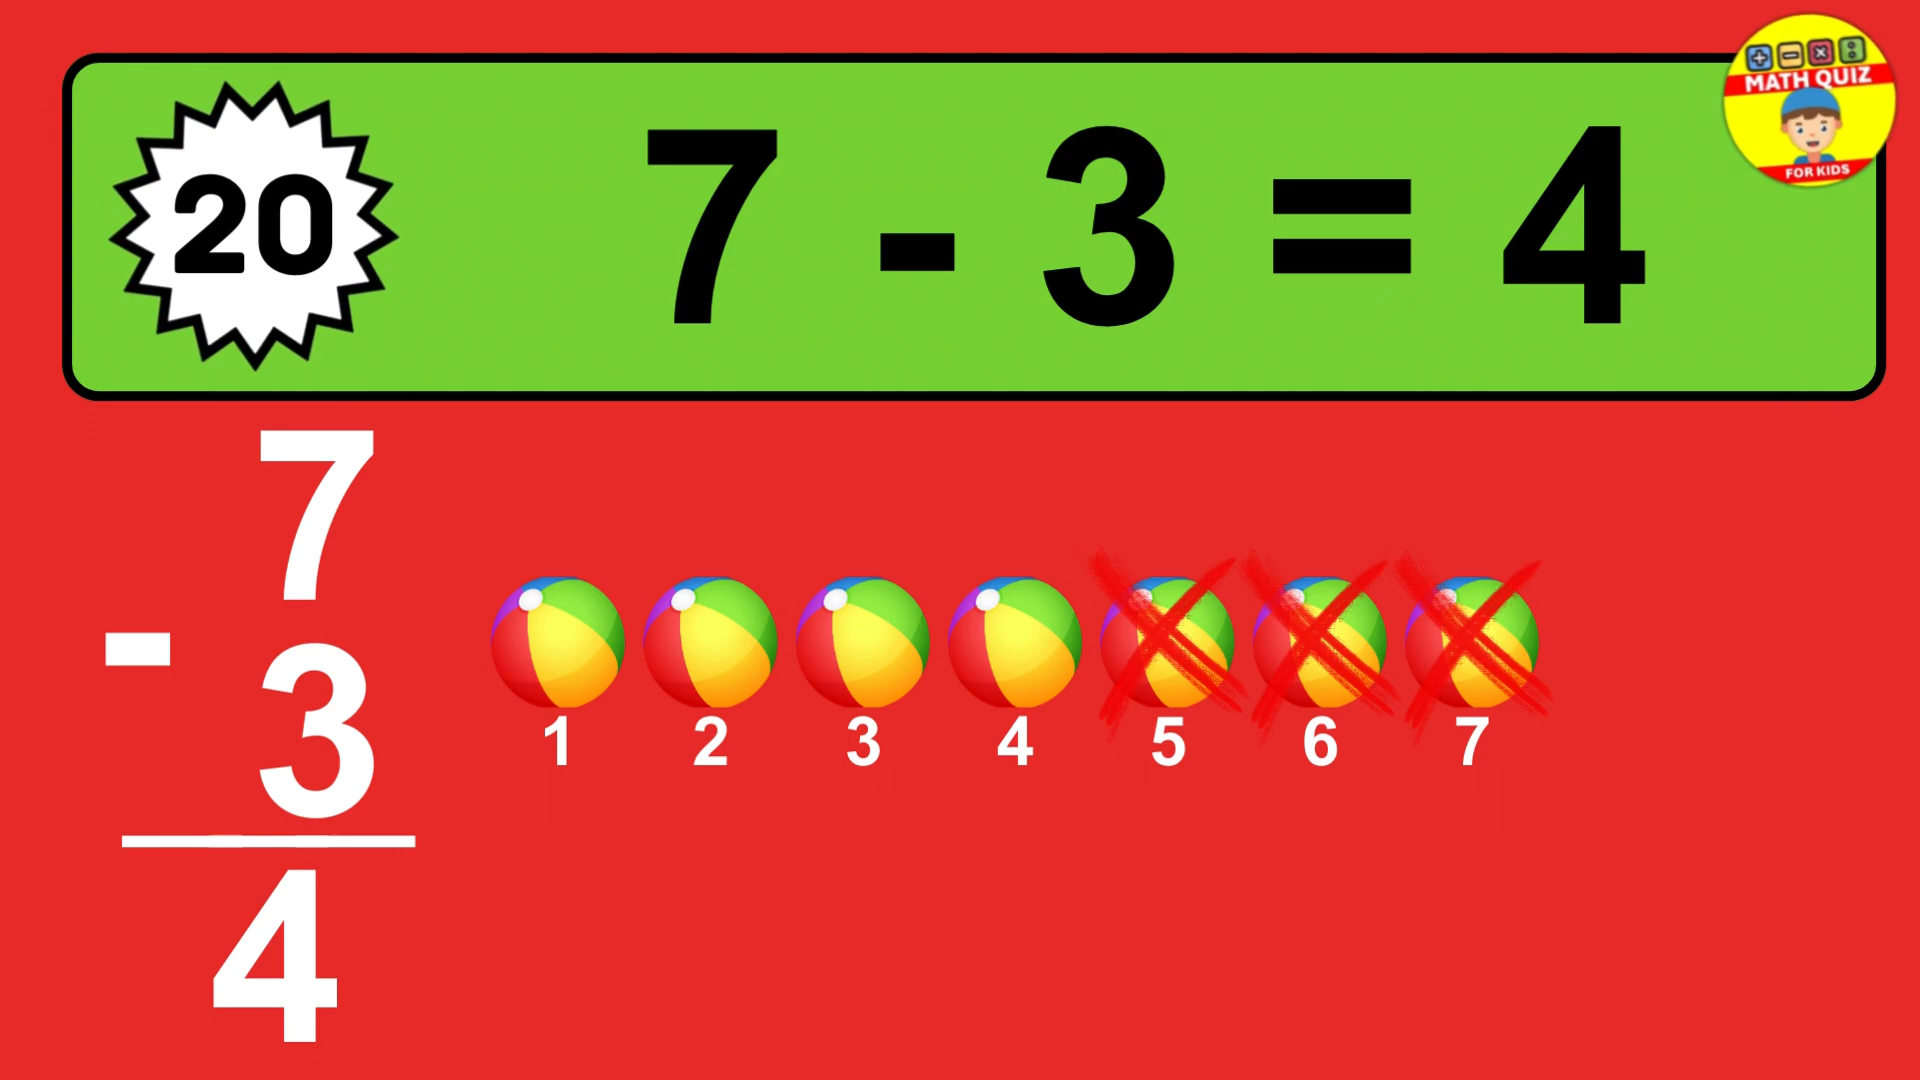 20
7 - 3 = 4
+ - × ÷
MATH QUIZ
FOR KIDS
7
- 3
4
1 2 3 4 5 6 7